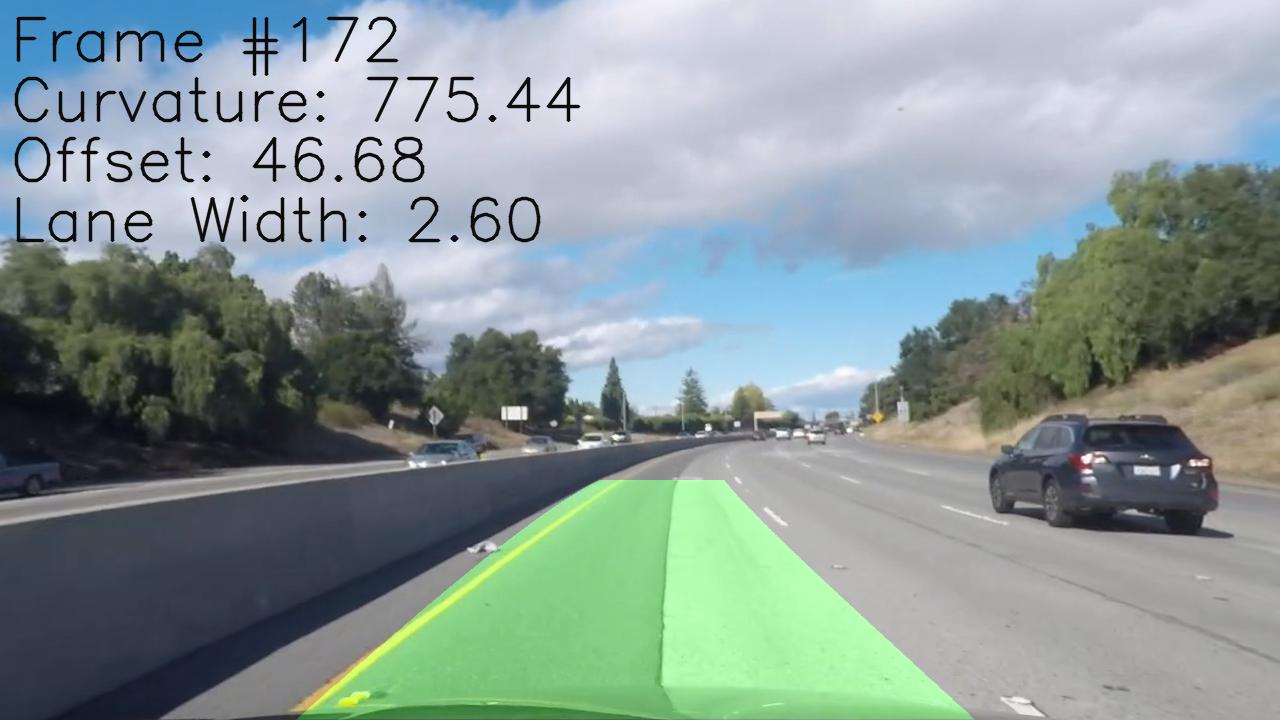 Frame #172
Curvature: 775.44
Offset: 46.68
Lane Width: 2.60